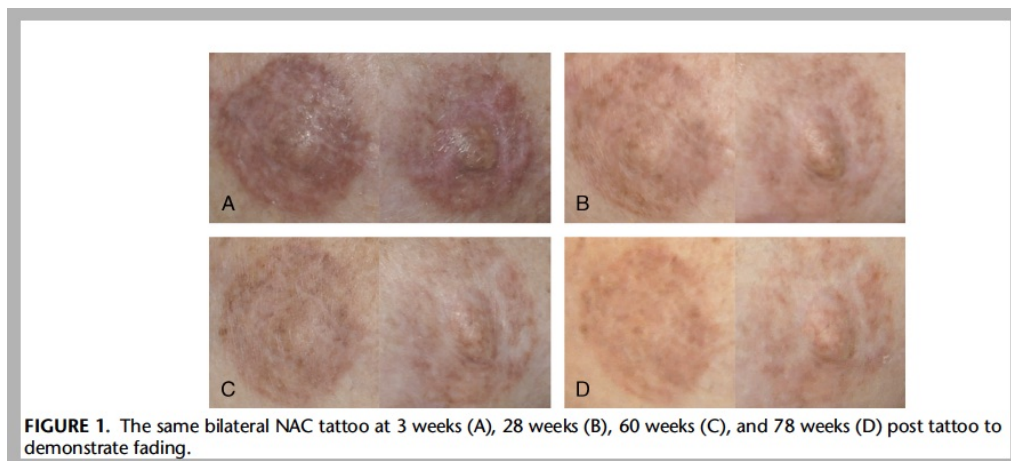 A
B
C
D
FIGURE 1. The same bilateral NAC tattoo at 3 weeks (A), 28 weeks (B), 60 weeks (C), and 78 weeks (D) post tattoo to
demonstrate fading.